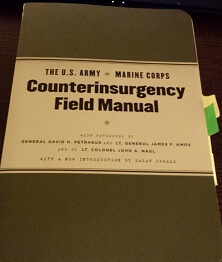 THE U.S. ARMY ★ MARINE CORPS
Counterinsurgency
Field Manual
★
WITH FOREWORDS BY
GENERAL DAVID H. PETRAEUS AND LT. GENERAL JAMES F. AMOS
AND BY LT. COLONEL JOHN A. NAGL
WITH A NEW INTRODUCTION BY SARAH SEWALL